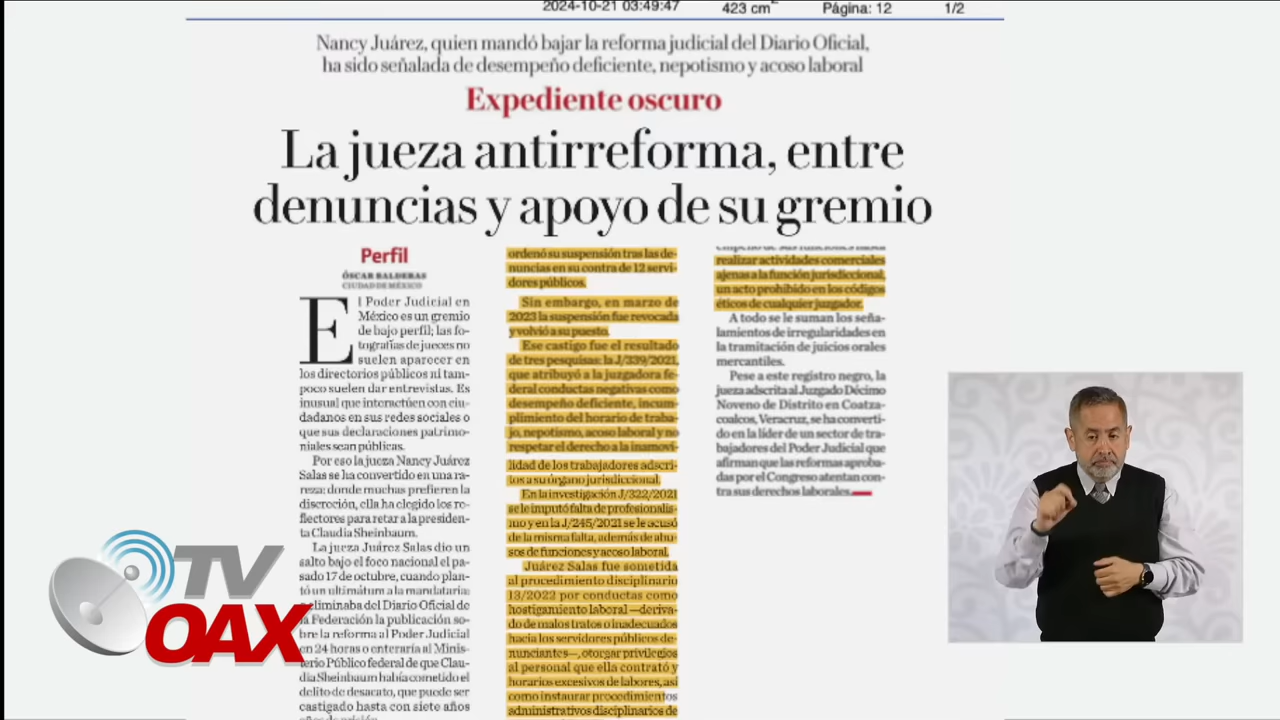 2024-10-21 03:49:47 423 cm² Página: 12 1/2
Nancy Juárez, quien mandó bajar la reforma judicial del Diario Oficial,
ha sido señalada de desempeño deficiente, nepotismo y acoso laboral
Expediente oscuro
La jueza antirreforma, entre
denuncias y apoyo de su gremio
Perfil
ÓSCAR BALDERAS
CIUDAD DE MÉXICO
El Poder Judicial en
México es un gremio
de bajo perfil; las fo-
tografías de jueces no
suelen aparecer en
los directorios públicos ni tam-
poco suelen dar entrevistas. Es
inusual que interactúen con ciu-
dadanos en sus redes sociales o
que sus declaraciones patrimo-
niales sean públicas.
Por eso la jueza Nancy Juárez
Salas se ha convertido en una ra-
reza: donde muchas prefieren la
discreción, ella ha elegido los re-
flectores para retar a la presiden-
ta Claudia Sheinbaum.
La jueza Juárez Salas dio un
salto bajo el foco nacional el pa-
sado 17 de octubre, cuando plan-
tó un ultimátum a la mandataria:
eliminaba del Diario Oficial de
la Federación la publicación so-
bre la reforma al Poder Judicial
en 24 horas o enteraría al Minis-
terio Público federal de que Clau-
dia Sheinbaum había cometido el
delito de desacato, que puede ser
castigado hasta con siete años
años de prisión.
ordenó su suspensión tras las de-
nuncias en su contra de 12 servi-
dores públicos.
Sin embargo, en marzo de
2023 la suspensión fue revocada
y volvió a su puesto.
Ese castigo fue el resultado
de tres pesquisas: la J/339/2021,
que atribuyó a la juzgadora fe-
deral conductas negativas como
desempeño deficiente, incum-
plimiento del horario de traba-
jo, nepotismo, acoso laboral y no
respetar el derecho a la inamovi-
lidad de los trabajadores adscri-
tos a su órgano jurisdiccional.
En la investigación J/322/2021
se le imputó falta de profesionalis-
mo y en la J/245/2021 se le acusó
de la misma falta, además de abu-
sos de funciones y acoso laboral.
Juárez Salas fue sometida
al procedimiento disciplinario
13/2022 por conductas como
hostigamiento laboral —deriva-
do de malos tratos o inadecuados
hacia los servidores públicos de-
nunciantes—, otorgar privilegios
al personal que ella contrató y
horarios excesivos de labores, así
como instaurar procedimientos
administrativos disciplinarios de
empeño de sus funciones hasta
realizar actividades comerciales
ajenas a la función jurisdiccional,
un acto prohibido en los códigos
éticos de cualquier juzgador.
A todo se le suman los seña-
lamientos de irregularidades en
la tramitación de juicios orales
mercantiles.
Pese a este registro negro, la
jueza adscrita al Juzgado Décimo
Noveno de Distrito en Coatza-
coalcos, Veracruz, se ha converti-
do en la líder de un sector de tra-
bajadores del Poder Judicial que
afirman que las reformas aproba-
das por el Congreso atentan con-
tra sus derechos laborales.
TV
OAX